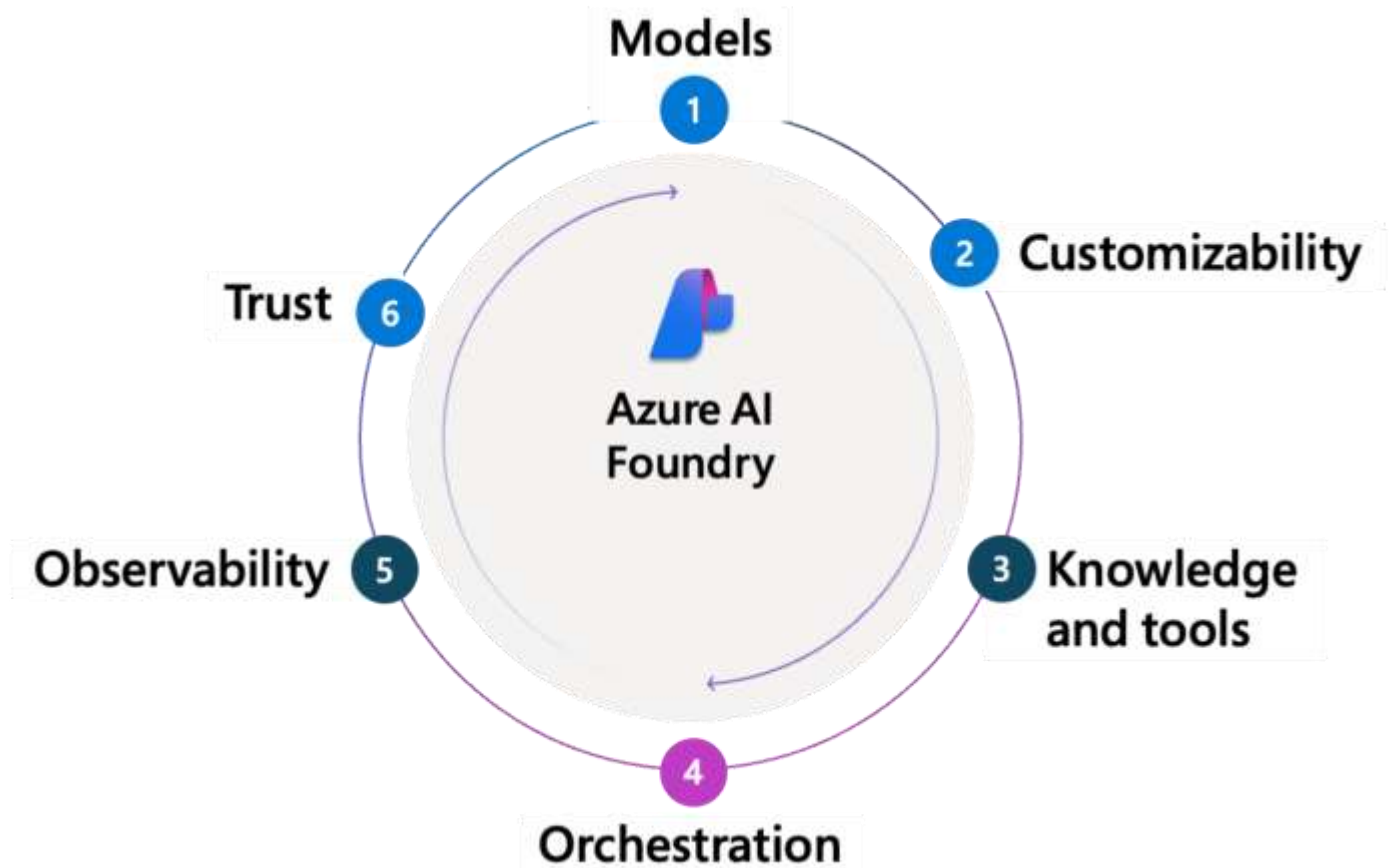 Models
1
2
Customizability
3
Knowledge
and tools
4
Orchestration
5
Observability
6
Trust
Azure AI
Foundry